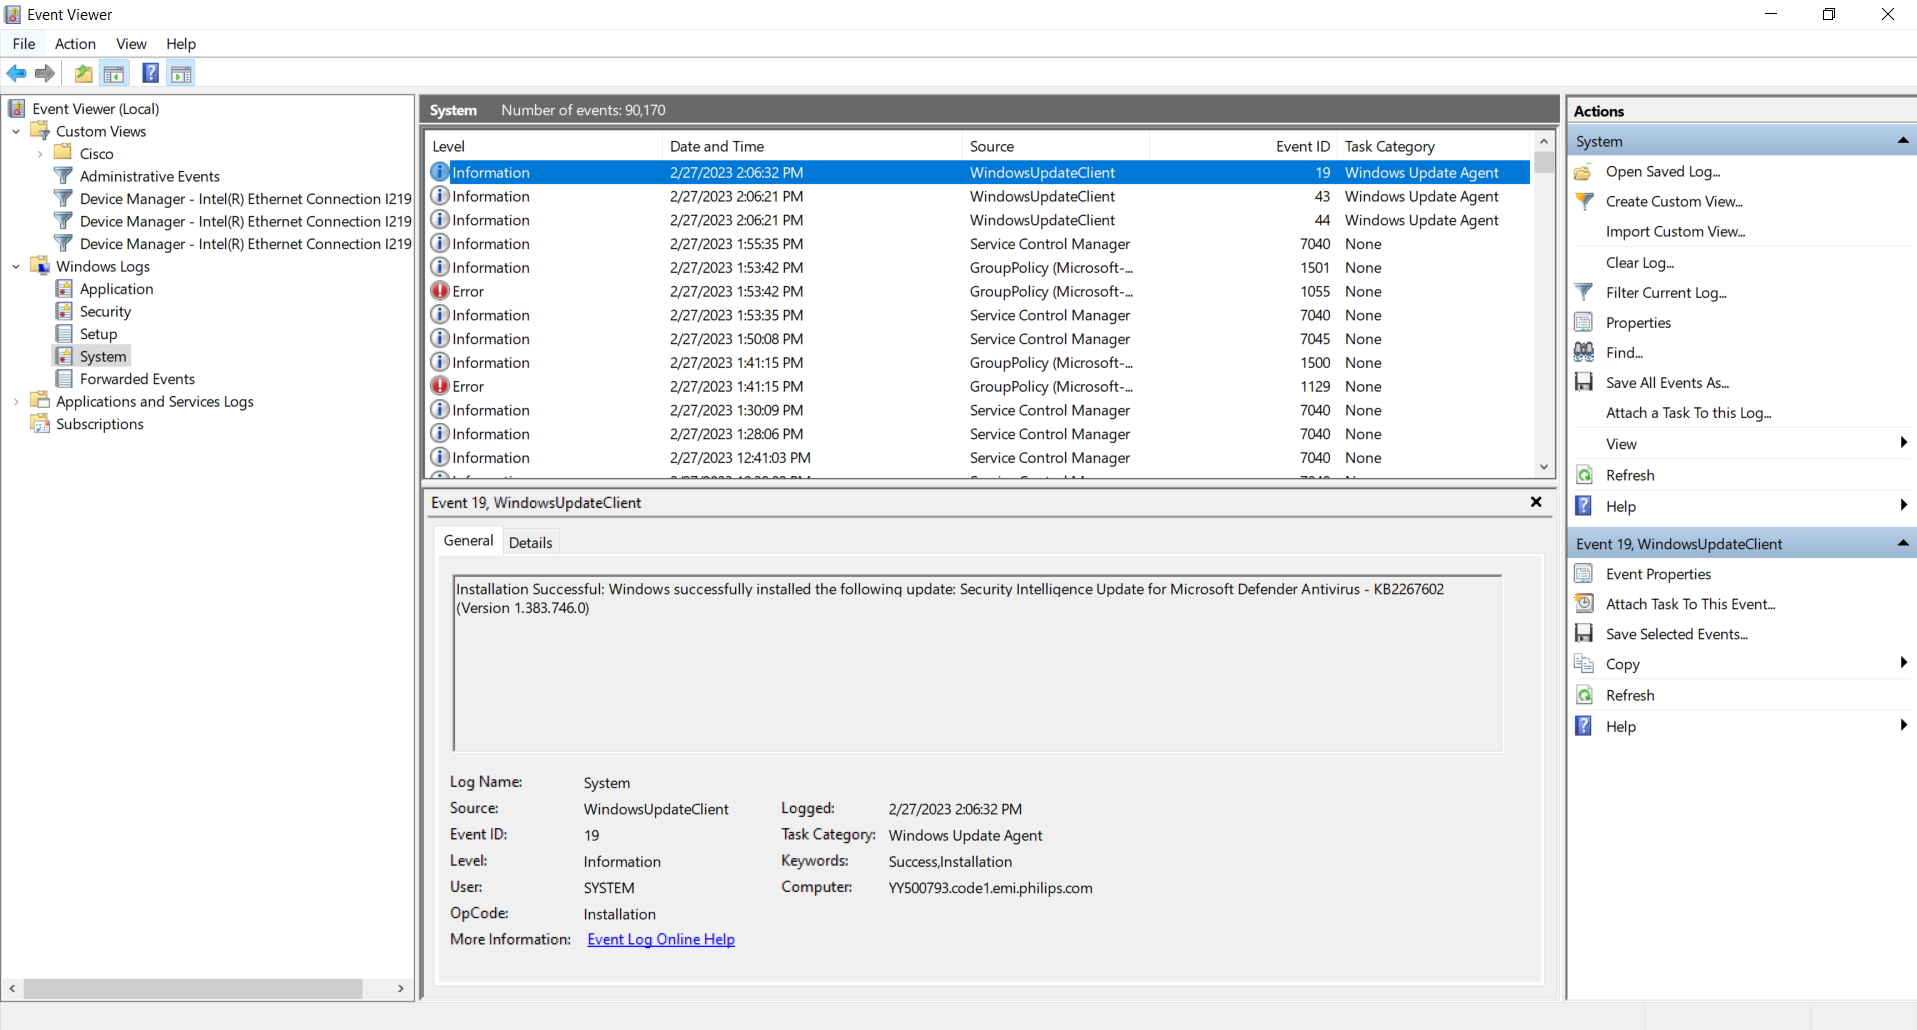 Event Viewer
File Action View Help
Event Viewer (Local)
Custom Views
Cisco
Administrative Events
Device Manager - Intel(R) Ethernet Connection I219
Device Manager - Intel(R) Ethernet Connection I219
Device Manager - Intel(R) Ethernet Connection I219
Windows Logs
Application
Security
Setup
System
Forwarded Events
Applications and Services Logs
Subscriptions
System Number of events: 90,170
Level Date and Time Source Event ID Task Category
Information 2/27/2023 2:06:32 PM WindowsUpdateClient 19 Windows Update Agent
Information 2/27/2023 2:06:21 PM WindowsUpdateClient 43 Windows Update Agent
Information 2/27/2023 2:06:21 PM WindowsUpdateClient 44 Windows Update Agent
Information 2/27/2023 1:55:35 PM Service Control Manager 7040 None
Information 2/27/2023 1:53:42 PM GroupPolicy (Microsoft-... 1501 None
Error 2/27/2023 1:53:42 PM GroupPolicy (Microsoft-... 1055 None
Information 2/27/2023 1:53:35 PM Service Control Manager 7040 None
Information 2/27/2023 1:50:08 PM Service Control Manager 7045 None
Information 2/27/2023 1:41:15 PM GroupPolicy (Microsoft-... 1500 None
Error 2/27/2023 1:41:15 PM GroupPolicy (Microsoft-... 1129 None
Information 2/27/2023 1:30:09 PM Service Control Manager 7040 None
Information 2/27/2023 1:28:06 PM Service Control Manager 7040 None
Information 2/27/2023 12:41:03 PM Service Control Manager 7040 None
Event 19, WindowsUpdateClient
General Details
Installation Successful: Windows successfully installed the following update: Security Intelligence Update for Microsoft Defender Antivirus - KB2267602
(Version 1.383.746.0)
Log Name: System
Source: WindowsUpdateClient Logged: 2/27/2023 2:06:32 PM
Event ID: 19 Task Category: Windows Update Agent
Level: Information Keywords: Success,Installation
User: SYSTEM Computer: YY500793.code1.emi.philips.com
OpCode: Installation
More Information: Event Log Online Help
Actions
System
Open Saved Log...
Create Custom View...
Import Custom View...
Clear Log...
Filter Current Log...
Properties
Find...
Save All Events As...
Attach a Task To this Log...
View
Refresh
Help
Event 19, WindowsUpdateClient
Event Properties
Attach Task To This Event...
Save Selected Events...
Copy
Refresh
Help